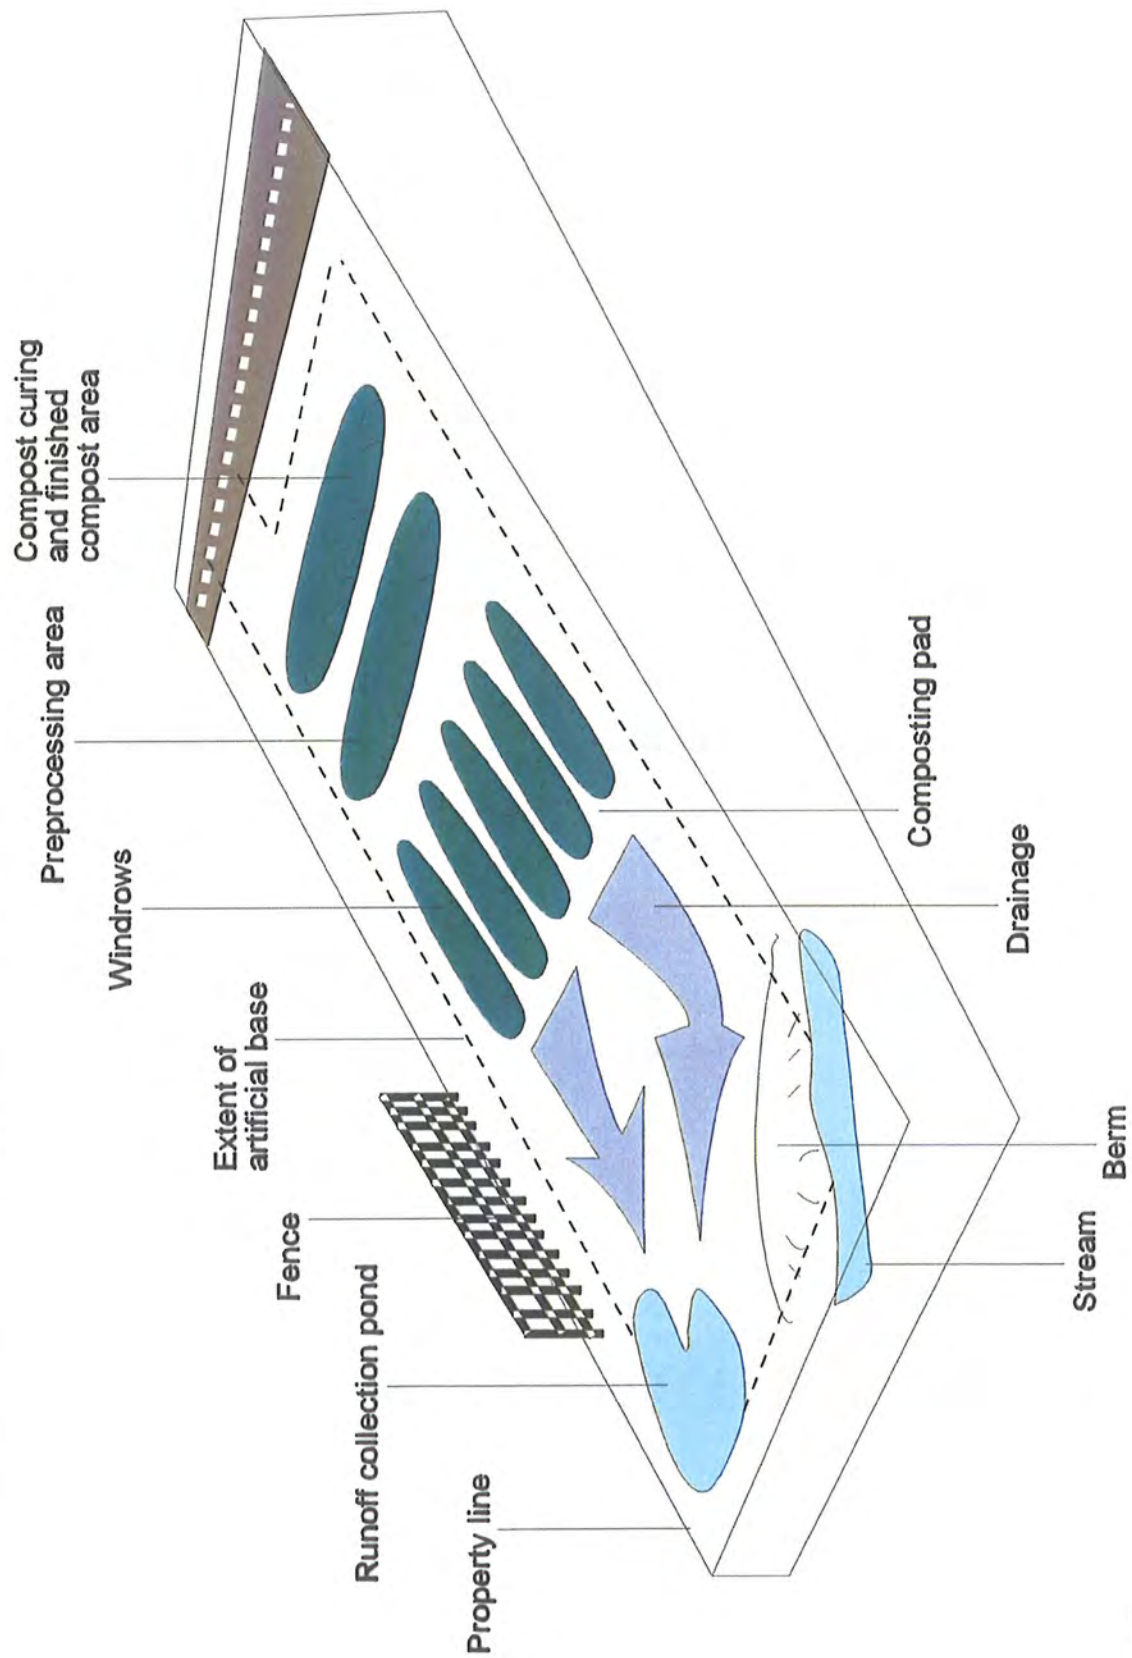 Property line
Runoff collection pond
Fence
Extent of
artificial base
Windrows
Preprocessing area
Compost curing
and finished
compost area
Stream
Berm
Drainage
Composting pad